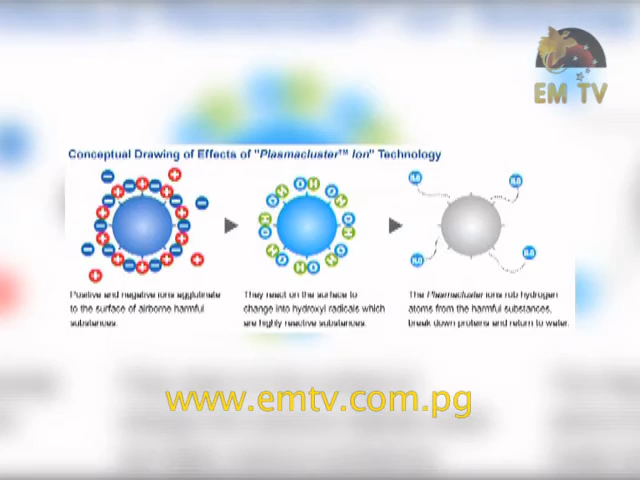 EM TV
Conceptual Drawing of Effects of "Plasmacluster™ Ion" Technology
Positive and negative ions agglutinate
to the surface of airborne harmful
substances.
They react on the surface to
change into hydroxyl radicals which
are highly reactive substances.
The Plasmacluster ions rob hydrogen
atoms from the harmful substances,
break down proteins and return to water.
www.emtv.com.pg